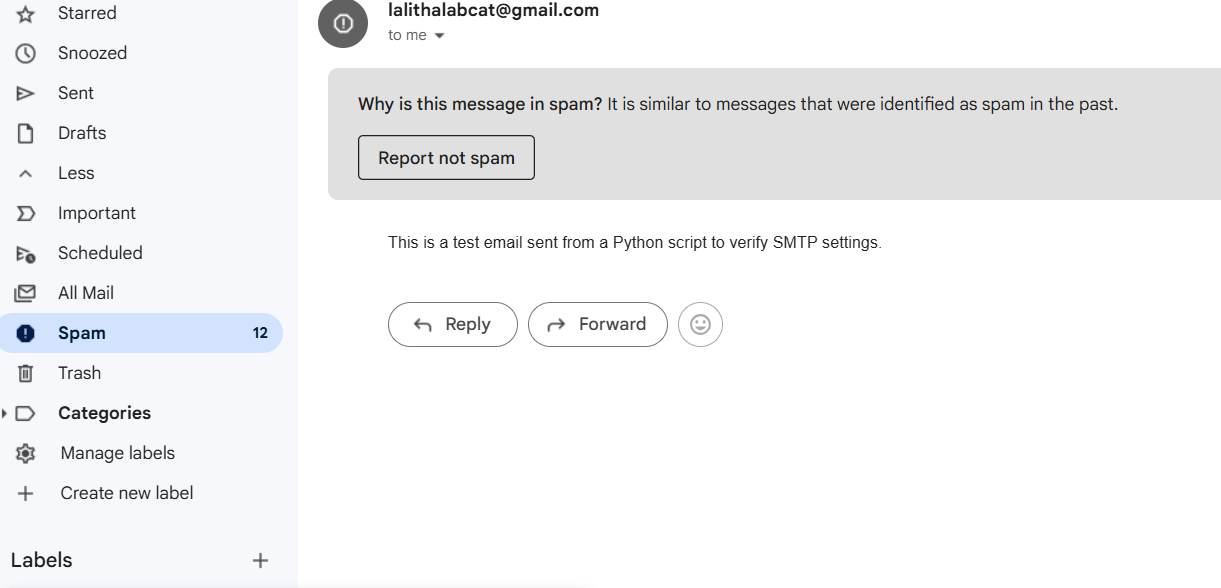 Starred
Snoozed
Sent
Drafts
Less
Important
Scheduled
All Mail
Spam 12
Trash
Categories
Manage labels
Create new label
Labels +
lalithalabcat@gmail.com
to me
Why is this message in spam? It is similar to messages that were identified as spam in the past.
Report not spam
This is a test email sent from a Python script to verify SMTP settings.
Reply Forward